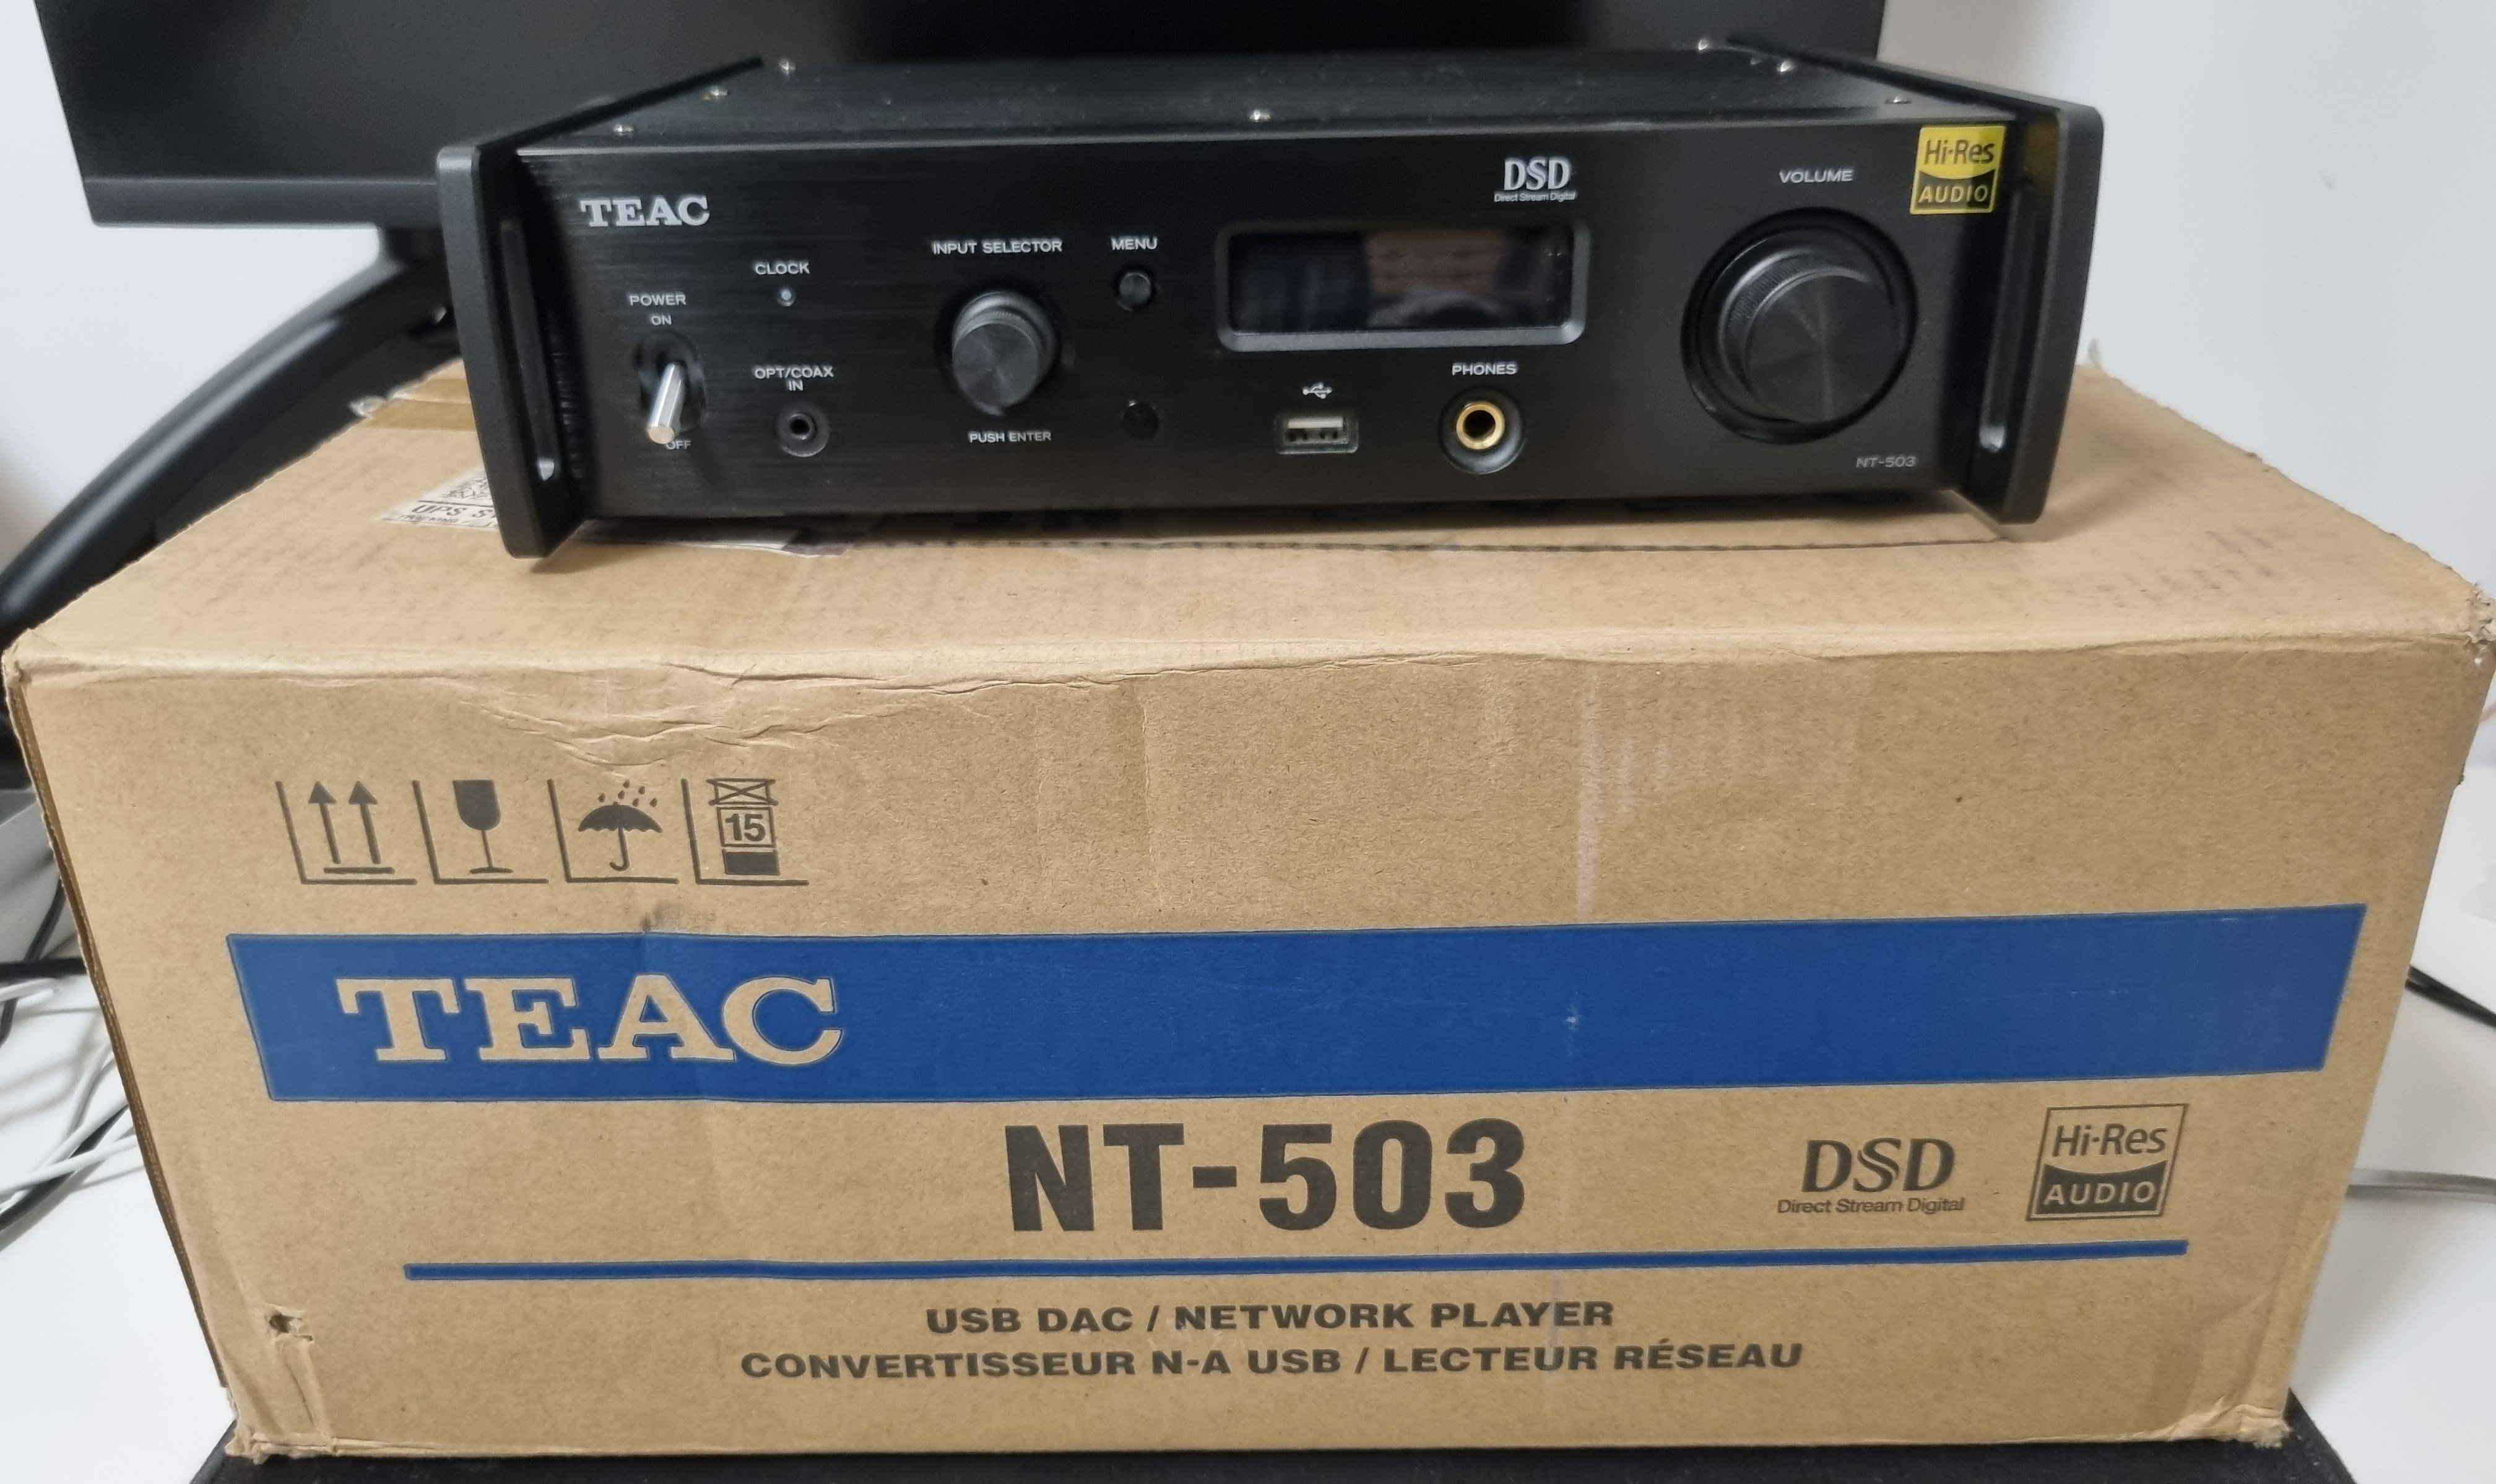 TEAC
DSD
Direct Stream Digital
VOLUME
Hi-Res
AUDIO
INPUT SELECTOR
MENU
CLOCK
POWER
ON
OPT/COAX
IN
PHONES
OFF
PUSH ENTER
NT-503
UPS
15
TEAC
NT-503
DSD
Direct Stream Digital
Hi-Res
AUDIO
USB DAC / NETWORK PLAYER
CONVERTISSEUR N-A USB / LECTEUR RÉSEAU